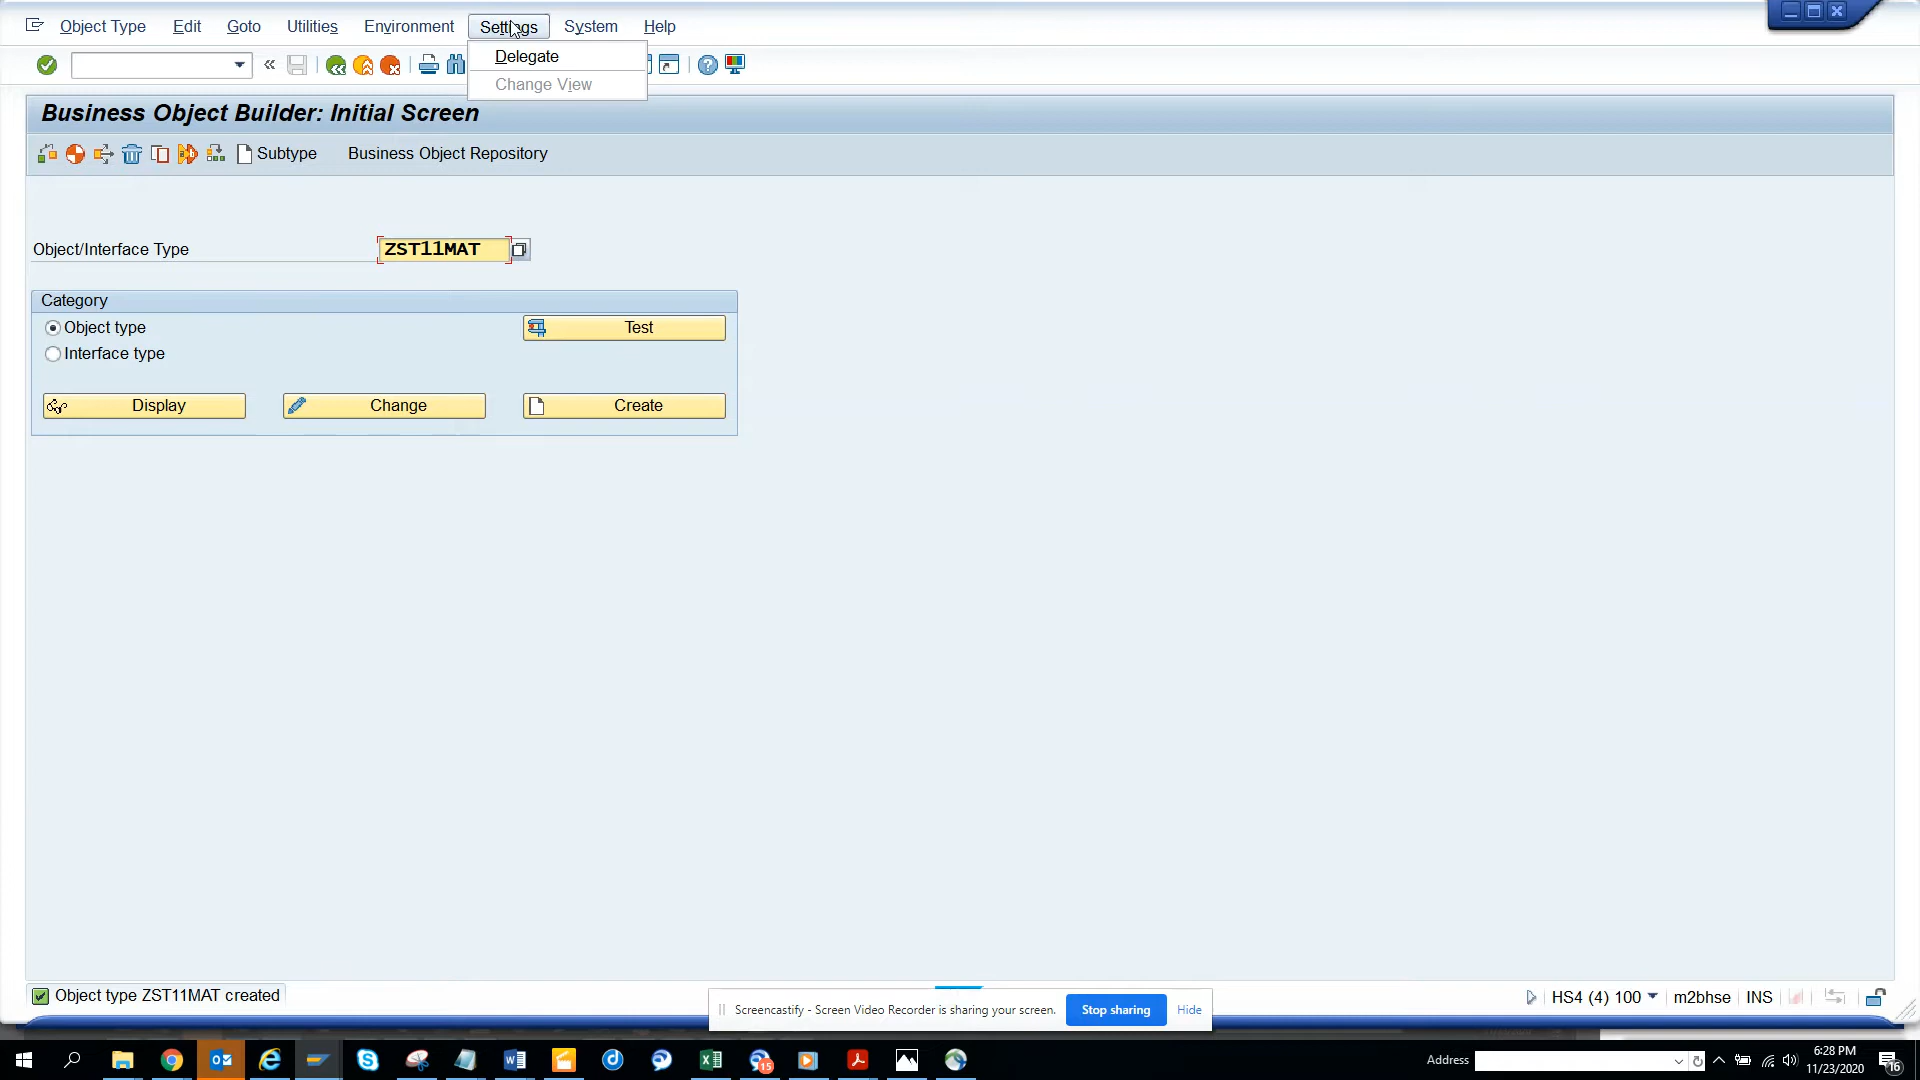 Object Type Edit Goto Utilities Environment Settings System Help
Delegate
Change View
Business Object Builder: Initial Screen
Subtype Business Object Repository
Object/Interface Type ZST11MAT
Category
Object type Test
Interface type
Display Change Create
Object type ZST11MAT created
HS4 (4) 100 m2bhse INS
Screencastify - Screen Video Recorder is sharing your screen. Stop sharing Hide
Address
6:28 PM
11/23/2020
15
16